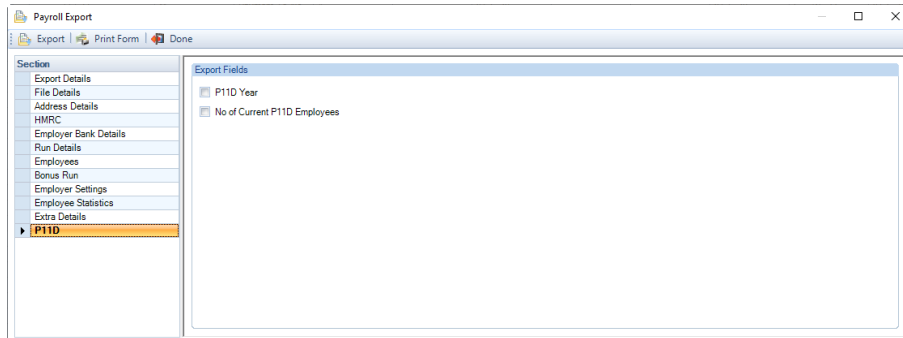 Payroll Export
Export Print Form Done
Section
Export Details
File Details
Address Details
HMRC
Employer Bank Details
Run Details
Employees
Bonus Run
Employer Settings
Employee Statistics
Extra Details
P11D
Export Fields
P11D Year
No of Current P11D Employees